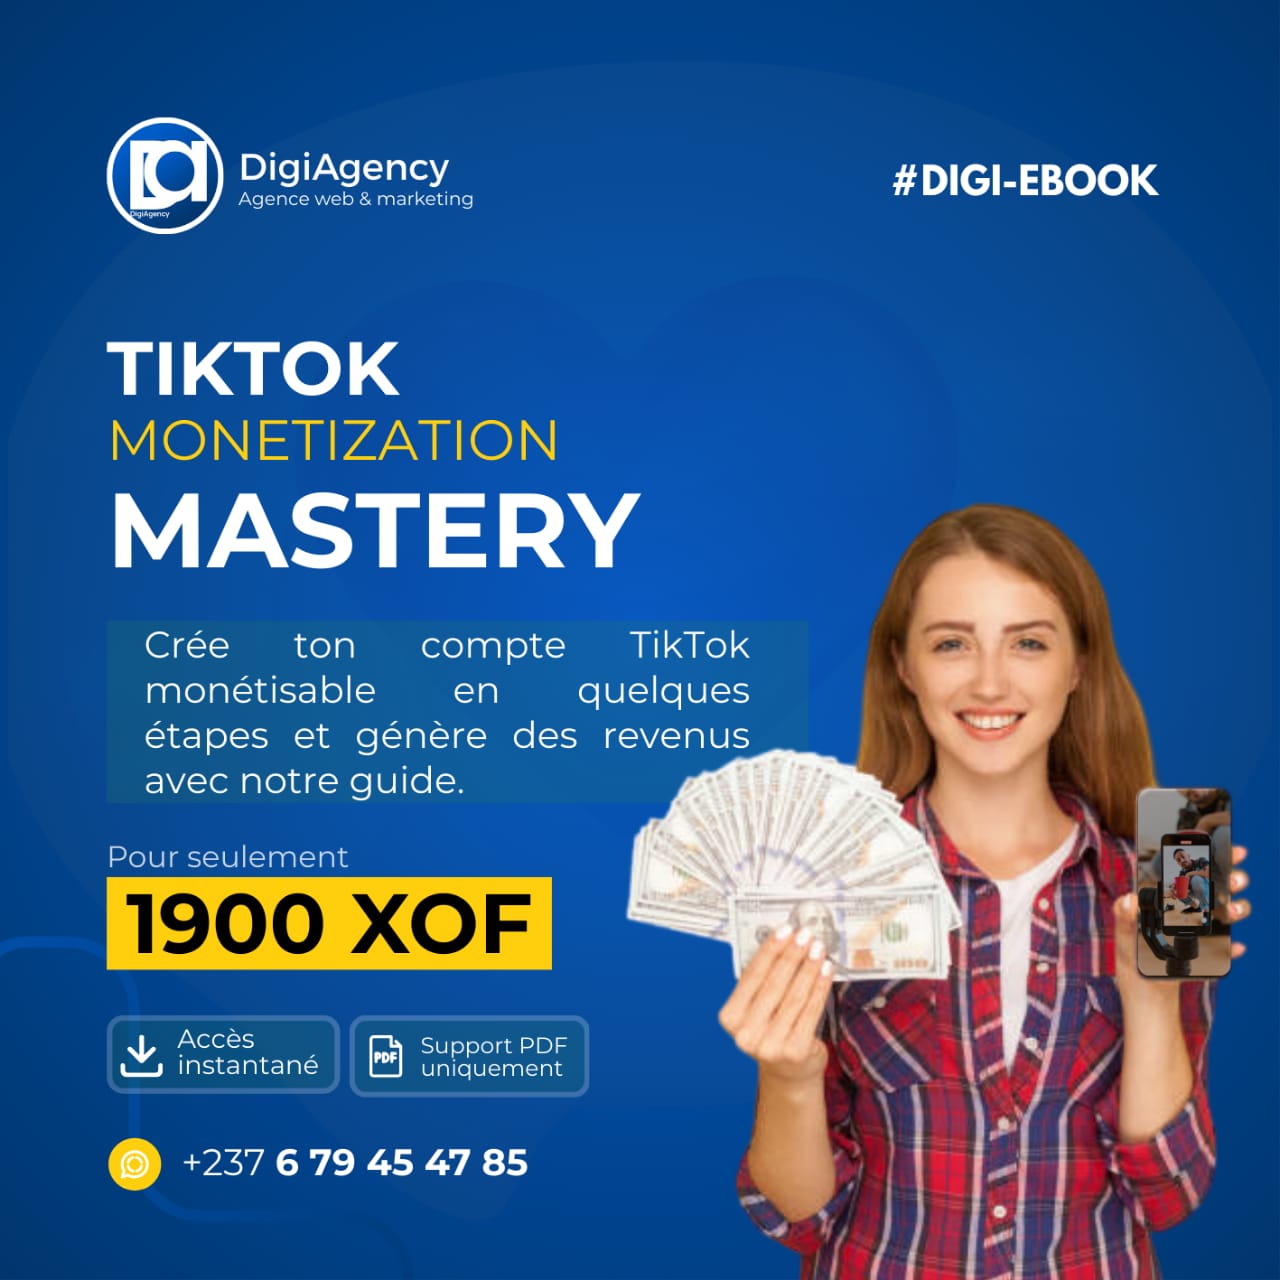 DigiAgency
DigiAgency
Agence web & marketing
#DIGI-EBOOK
TIKTOK
MONETIZATION
MASTERY
Crée ton compte TikTok
monétisable en quelques
étapes et génère des revenus
avec notre guide.
Pour seulement
1900 XOF
Accès
instantané
PDF
Support PDF
uniquement
+237 6 79 45 47 85